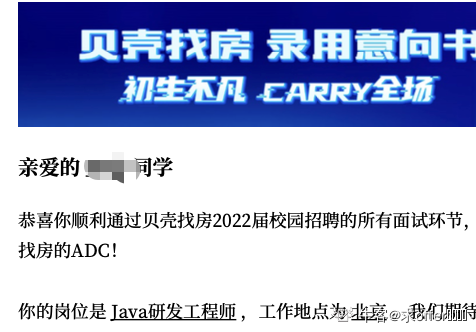 贝壳找房 录用意向书
初生不凡 CARRY全场
亲爱的 同学
恭喜你顺利通过贝壳找房2022届校园招聘的所有面试环节，
找房的ADC！
你的岗位是 Java研发工程师 ，工作地点为 北京 我们期待